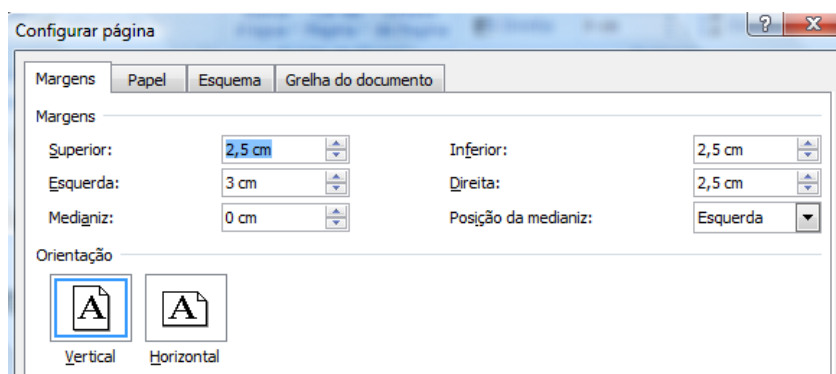 Configurar página
Margens Papel Esquema Grelha do documento
Margens
Superior: 2,5 cm Inferior: 2,5 cm
Esquerda: 3 cm Direita: 2,5 cm
Medianiz: 0 cm Posição da medianiz: Esquerda
Orientação
A A
Vertical Horizontal